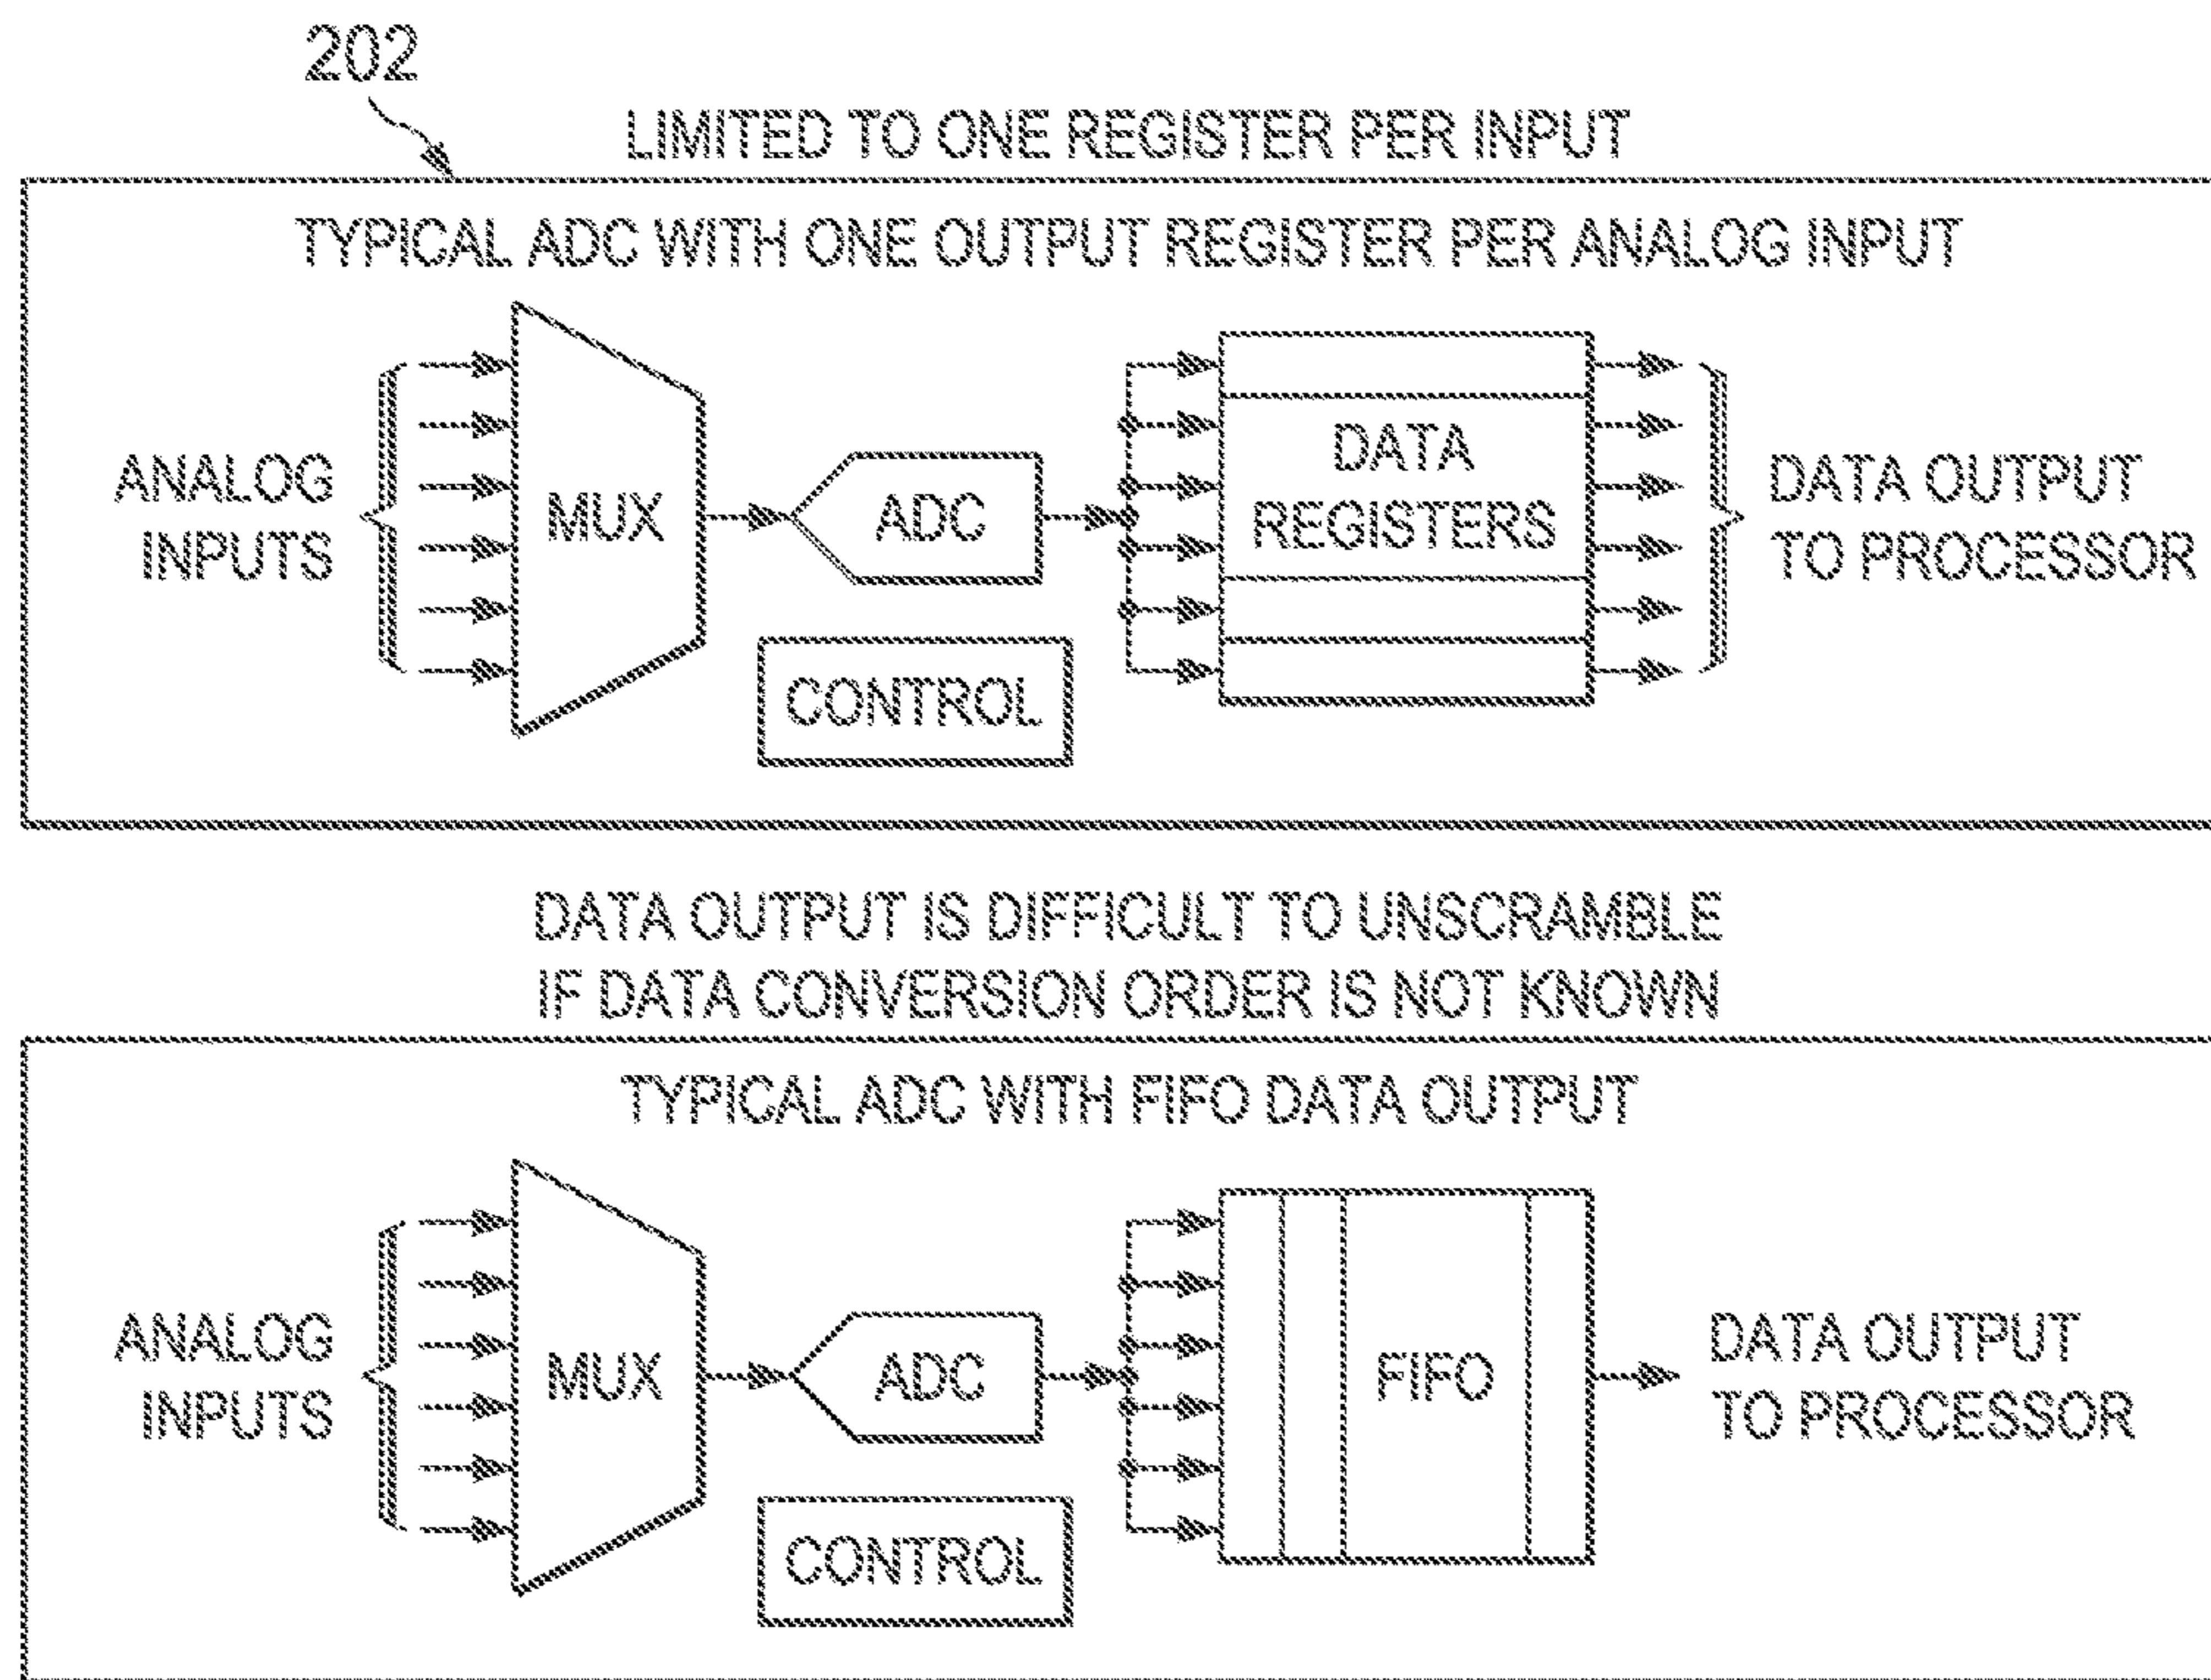 202
LIMITED TO ONE REGISTER PER INPUT
TYPICAL ADC WITH ONE OUTPUT REGISTER PER ANALOG INPUT
ANALOG
INPUTS
MUX
ADC
CONTROL
DATA
REGISTERS
DATA OUTPUT
TO PROCESSOR
DATA OUTPUT IS DIFFICULT TO UNSCRAMBLE
IF DATA CONVERSION ORDER IS NOT KNOWN
TYPICAL ADC WITH FIFO DATA OUTPUT
ANALOG
INPUTS
MUX
ADC
CONTROL
FIFO
DATA OUTPUT
TO PROCESSOR